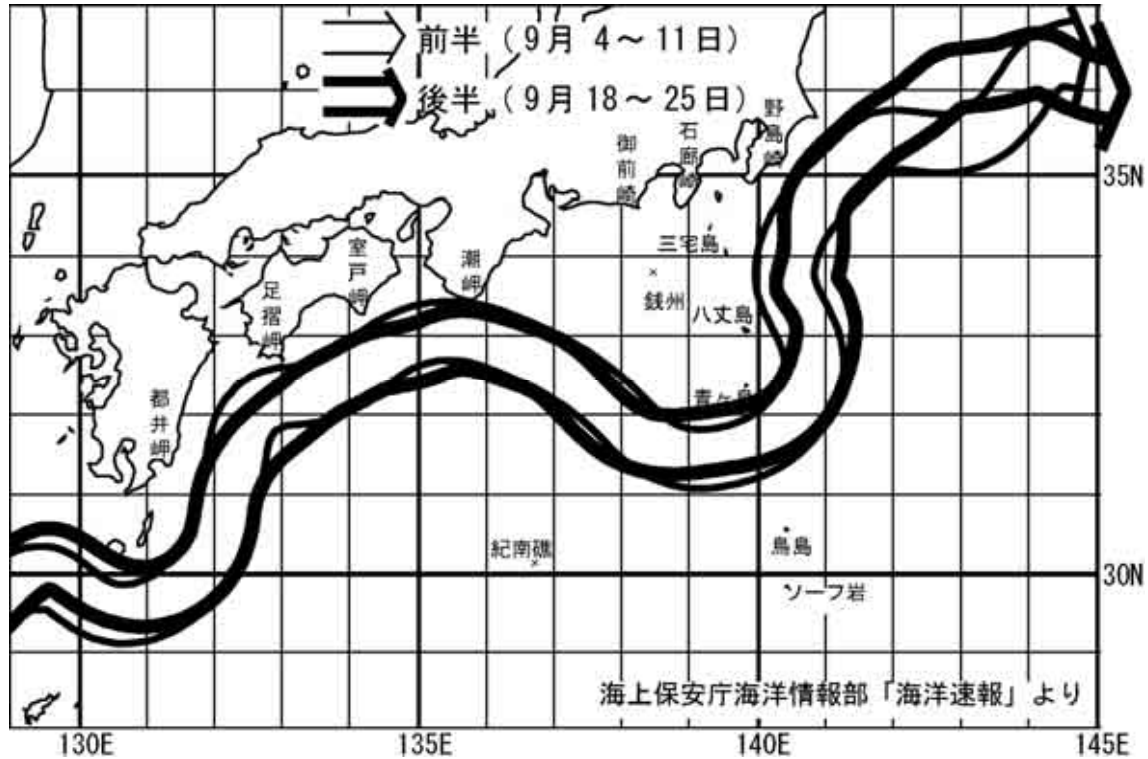 前半（9月 4～11日）
後半（9月 18～25日）
野島崎
石廊崎
御前崎
35N
三宅島
潮岬
室戸岬
足摺岬
銭州
八丈島
青ヶ島
都井岬
紀南礁
鳥島
30N
ソーフ岩
海上保安庁海洋情報部「海洋速報」より
130E
135E
140E
145E